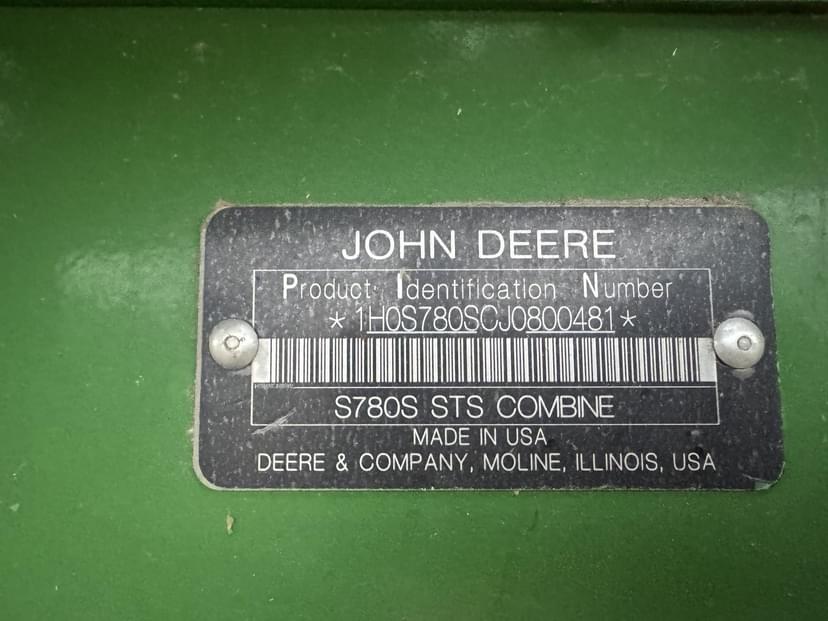 JOHN DEERE
Product Identification Number
*1H0S780SCJ0800481*
S780S STS COMBINE
MADE IN USA
DEERE & COMPANY, MOLINE, ILLINOIS, USA